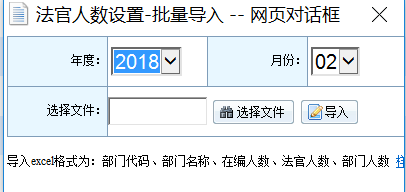 法官人数设置-批量导入 -- 网页对话框
年度: 2018 月份: 02
选择文件: 选择文件 导入
导入excel格式为：部门代码、部门名称、在编人数、法官人数、部门人数